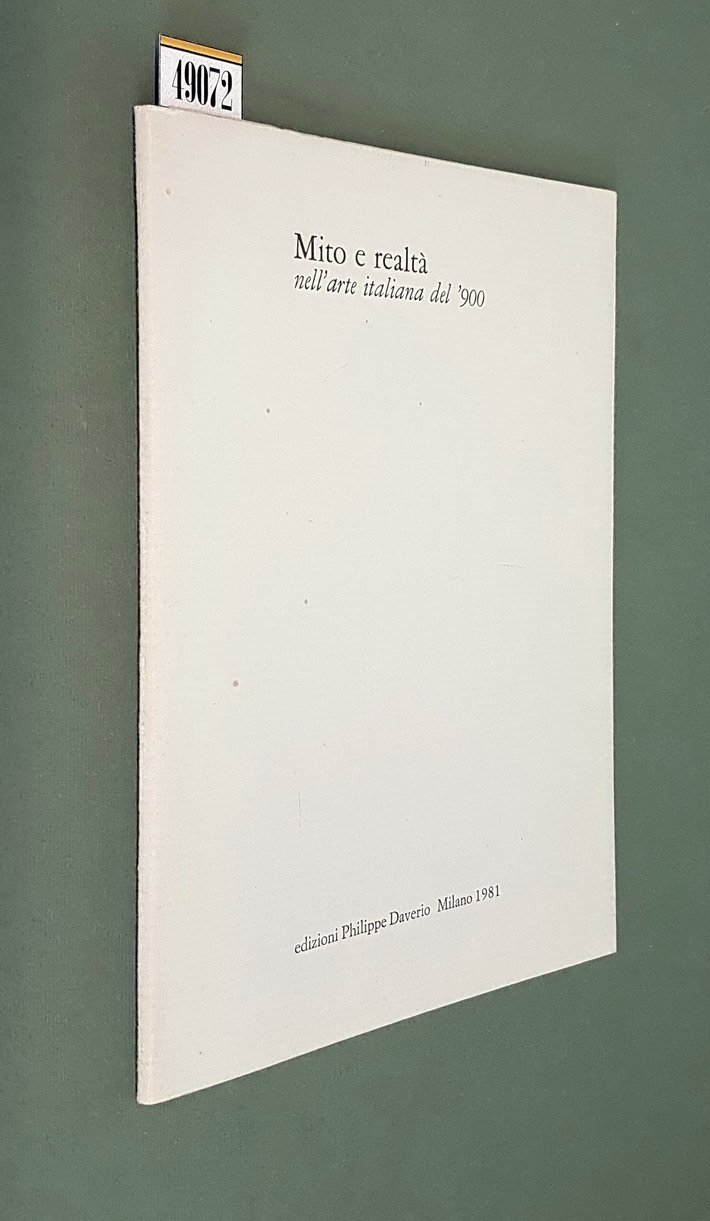 49072
Mito e realtà
nell'arte italiana del '900
edizioni Philippe Daverio Milano 1981